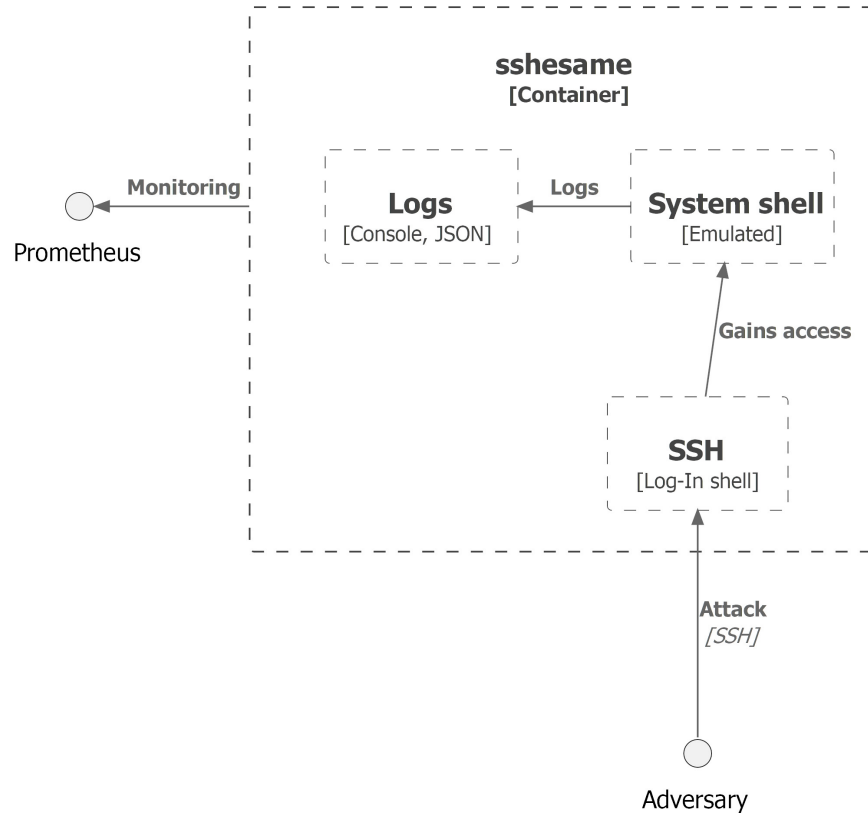 sshesame
[Container]
Monitoring
Prometheus
Logs
[Console, JSON]
Logs
System shell
[Emulated]
Gains access
SSH
[Log-In shell]
Attack
[SSH]
Adversary